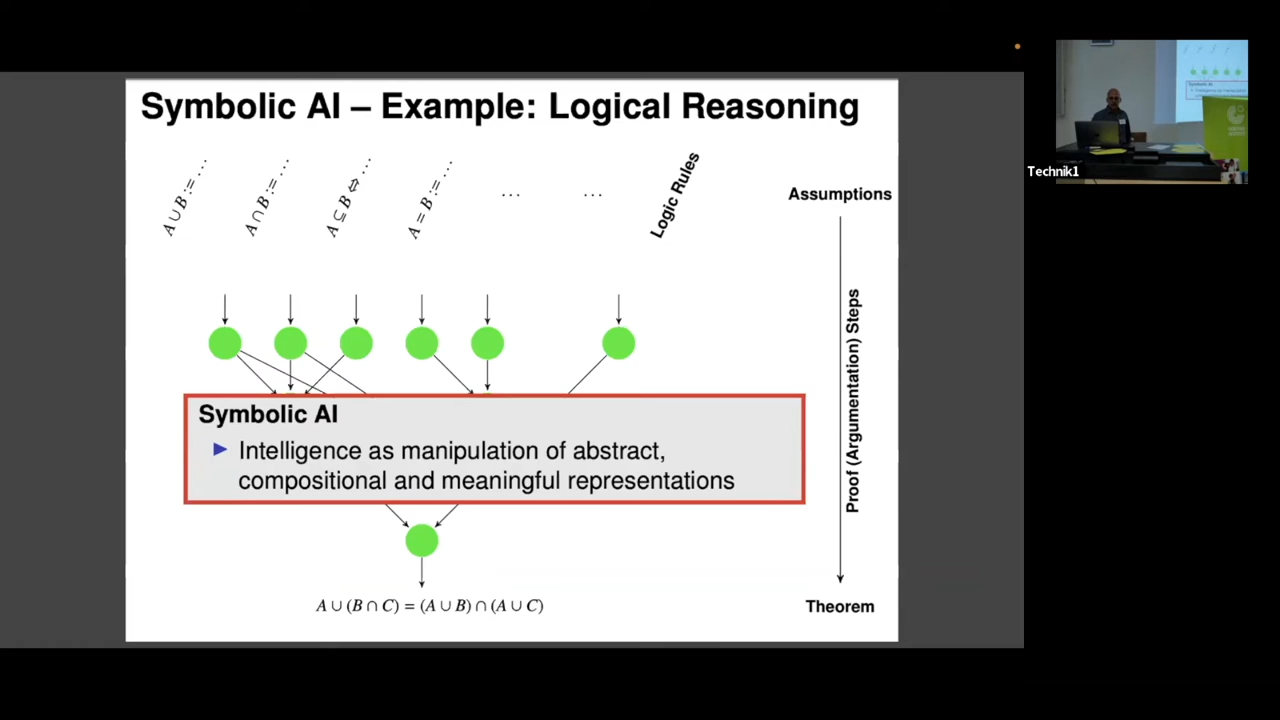 Symbolic AI – Example: Logical Reasoning
A ∪ B := ...
A ∩ B := ...
A ⊆ B ⇔ ...
A = B := ...
...
...
Logic Rules
Assumptions
Proof (Argumentation) Steps
Symbolic AI
▶ Intelligence as manipulation of abstract,
compositional and meaningful representations
A ∪ (B ∩ C) = (A ∪ B) ∩ (A ∪ C)
Theorem
Technik1